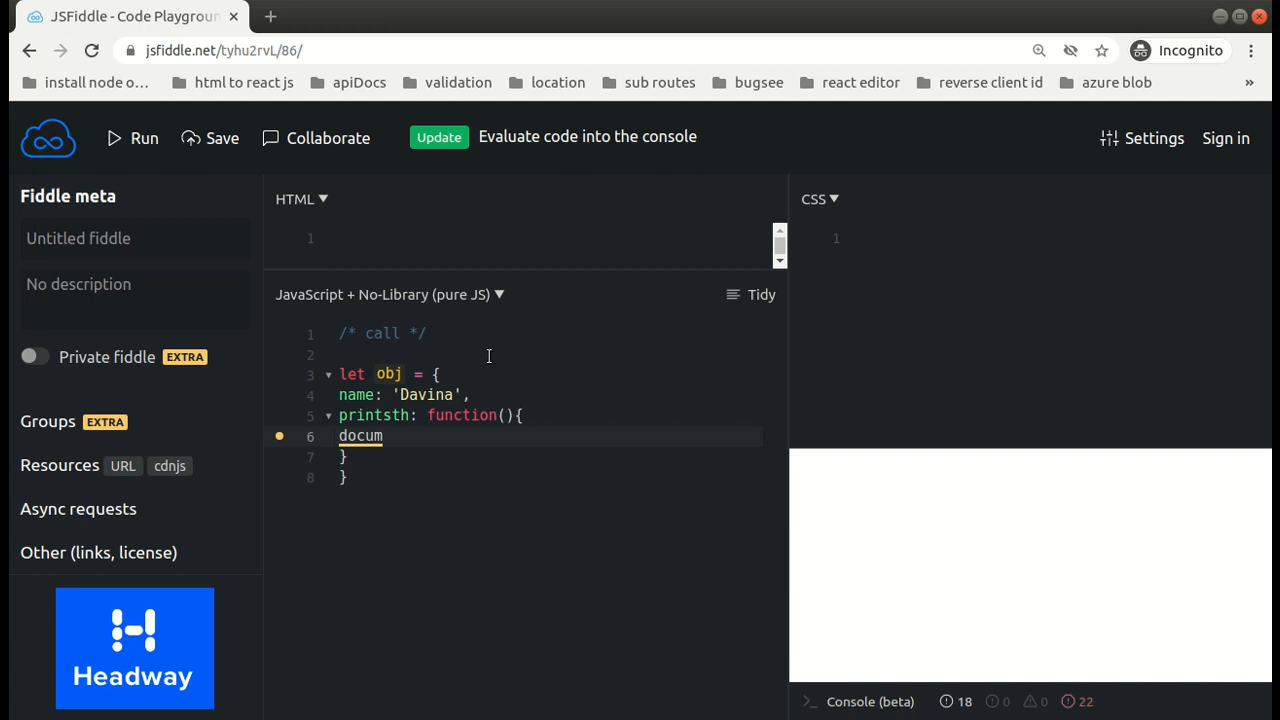 JSFiddle - Code Playgroun
jsfiddle.net/tyhu2rvL/86/
Incognito
install node o...
html to react js
apiDocs
validation
location
sub routes
bugsee
react editor
reverse client id
azure blob
»
Run
Save
Collaborate
Update
Evaluate code into the console
Settings
Sign in
Fiddle meta
Untitled fiddle
No description
Private fiddle EXTRA
Groups EXTRA
Resources URL cdnjs
Async requests
Other (links, license)
Headway
HTML
1
CSS
1
JavaScript + No-Library (pure JS)
Tidy
1 /* call */
2
3 let obj = {
4 name: 'Davina',
5 printsth: function(){
6 docum
7 }
8 }
>_ Console (beta) 18 0 0 22